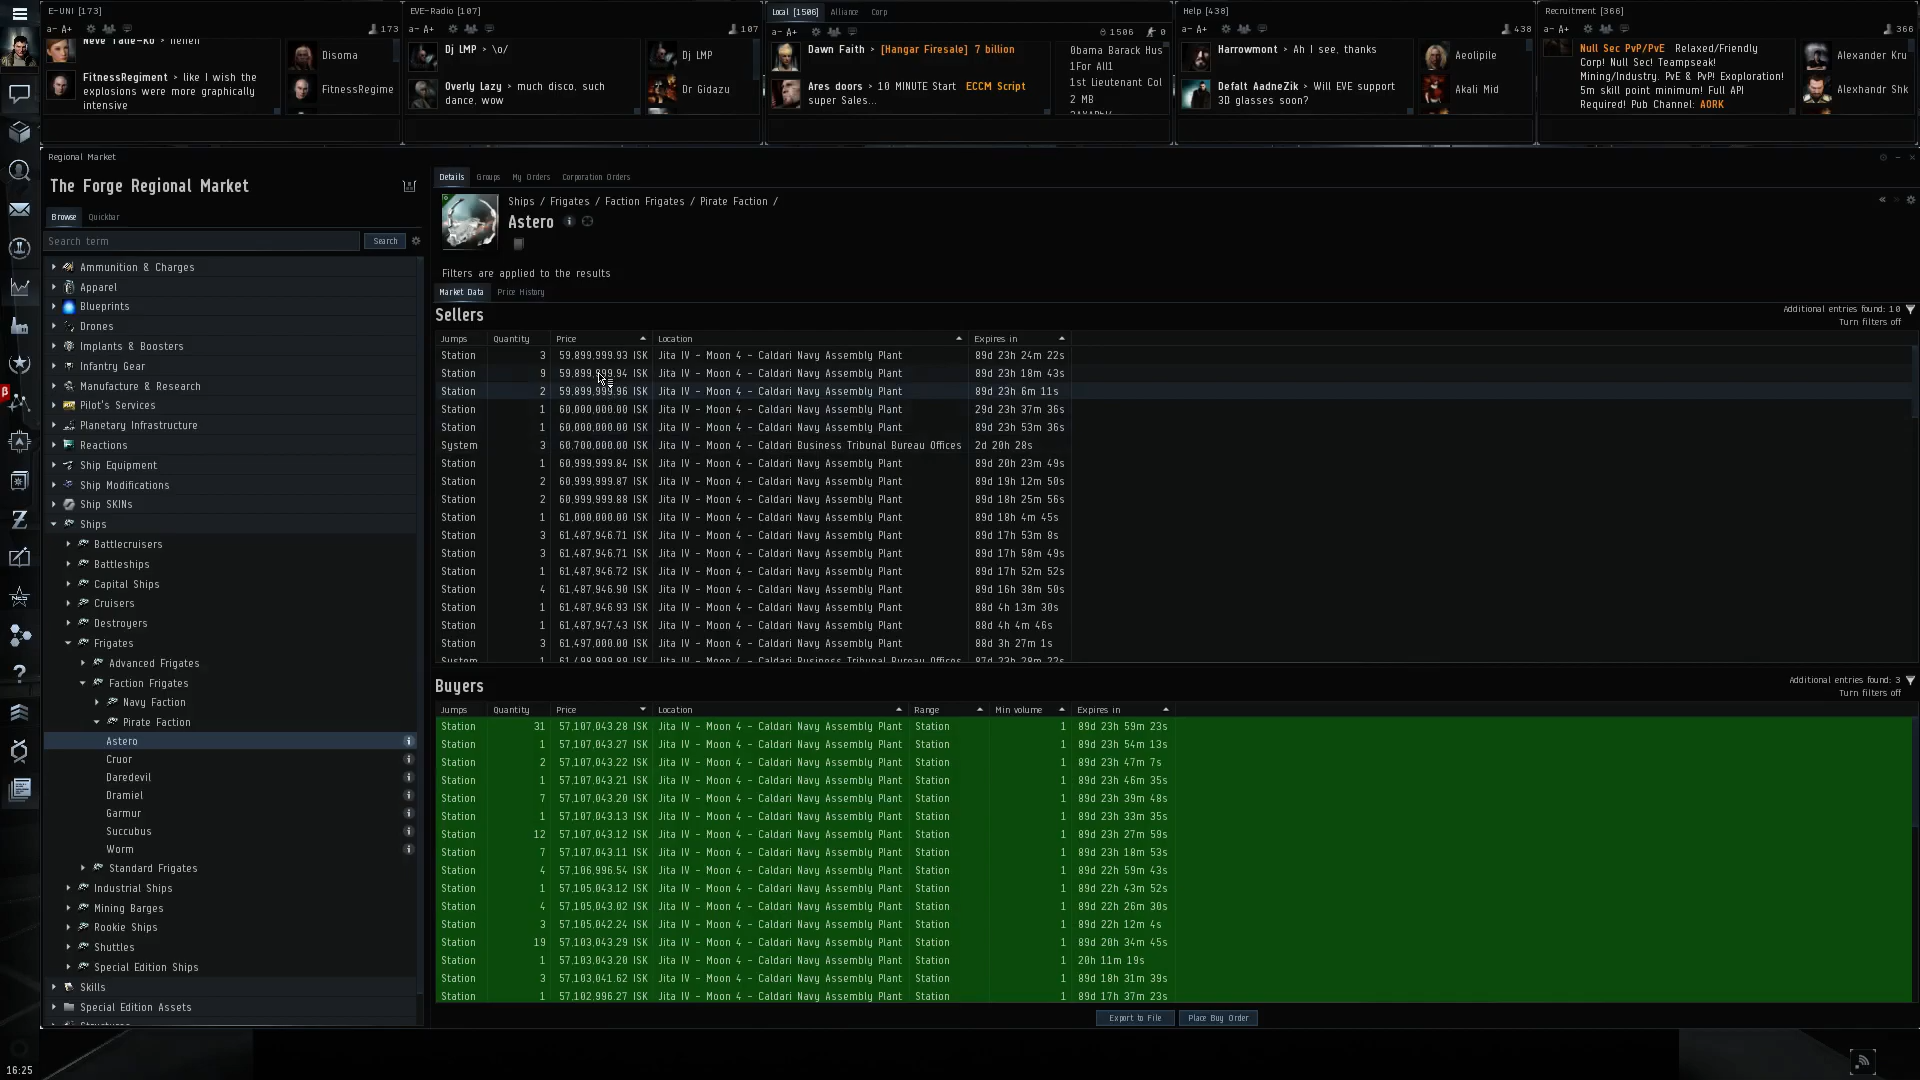 E-UNI [173]
a- A+
173
Neve Talie-Ko > heheh
FitnessRegiment > like I wish the
explosions were more graphically
intensive
Disoma
FitnessRegime
EVE-Radio [107]
a- A+
107
Dj LMP > \o/
Overly Lazy > much disco, such
dance, wow
Dj LMP
Dr Gidazu
Local [1506] Alliance Corp
a- A+
1506 0
Dawn Faith > [Hangar Firesale] 7 billion
Ares doors > 10 MINUTE Start ECCM Script
super Sales...
Obama Barack Hus
1For All1
1st Lieutenant Col
2 MB
Help [438]
a- A+
438
Harrowmont > Ah I see, thanks
Defalt AadneZik > Will EVE support
3D glasses soon?
Aeolipile
Akali Mid
Recruitment [366]
a- A+
366
Null Sec PvP/PvE Relaxed/Friendly
Corp! Null Sec! Teampseak!
Mining/Industry. PvE & PvP! Exoploration!
5m skill point minimum! Full API
Required! Pub Channel: AORK
Alexander Kru
Alexhandr Shk
Regional Market
The Forge Regional Market
Browse Quickbar
Search term Search
Ammunition & Charges
Apparel
Blueprints
Drones
Implants & Boosters
Infantry Gear
Manufacture & Research
Pilot's Services
Planetary Infrastructure
Reactions
Ship Equipment
Ship Modifications
Ship SKINs
Ships
Battlecruisers
Battleships
Capital Ships
Cruisers
Destroyers
Frigates
Advanced Frigates
Faction Frigates
Navy Faction
Pirate Faction
Astero
Cruor
Daredevil
Dramiel
Garmur
Succubus
Worm
Standard Frigates
Industrial Ships
Mining Barges
Rookie Ships
Shuttles
Special Edition Ships
Skills
Special Edition Assets
16:25
Details Groups My Orders Corporation Orders
Ships / Frigates / Faction Frigates / Pirate Faction /
Astero
Filters are applied to the results
Market Data Price History
Sellers
Additional entries found: 10
Turn filters off
Jumps Quantity Price Location Expires in
Station 3 59,899,999.93 ISK Jita IV - Moon 4 - Caldari Navy Assembly Plant 89d 23h 24m 22s
Station 9 59,899,999.94 ISK Jita IV - Moon 4 - Caldari Navy Assembly Plant 89d 23h 18m 43s
Station 2 59,899,999.96 ISK Jita IV - Moon 4 - Caldari Navy Assembly Plant 89d 23h 6m 11s
Station 1 60,000,000.00 ISK Jita IV - Moon 4 - Caldari Navy Assembly Plant 29d 23h 37m 36s
Station 1 60,000,000.00 ISK Jita IV - Moon 4 - Caldari Navy Assembly Plant 89d 23h 53m 36s
System 3 60,700,000.00 ISK Jita IV - Moon 4 - Caldari Business Tribunal Bureau Offices 2d 20h 28s
Station 1 60,999,999.84 ISK Jita IV - Moon 4 - Caldari Navy Assembly Plant 89d 20h 23m 49s
Station 2 60,999,999.87 ISK Jita IV - Moon 4 - Caldari Navy Assembly Plant 89d 19h 12m 50s
Station 2 60,999,999.88 ISK Jita IV - Moon 4 - Caldari Navy Assembly Plant 89d 18h 25m 56s
Station 1 61,000,000.00 ISK Jita IV - Moon 4 - Caldari Navy Assembly Plant 89d 18h 4m 45s
Station 3 61,487,946.71 ISK Jita IV - Moon 4 - Caldari Navy Assembly Plant 89d 17h 53m 8s
Station 3 61,487,946.71 ISK Jita IV - Moon 4 - Caldari Navy Assembly Plant 89d 17h 58m 49s
Station 1 61,487,946.72 ISK Jita IV - Moon 4 - Caldari Navy Assembly Plant 89d 17h 52m 52s
Station 4 61,487,946.90 ISK Jita IV - Moon 4 - Caldari Navy Assembly Plant 89d 16h 38m 50s
Station 1 61,487,946.93 ISK Jita IV - Moon 4 - Caldari Navy Assembly Plant 88d 4h 13m 30s
Station 1 61,487,947.43 ISK Jita IV - Moon 4 - Caldari Navy Assembly Plant 88d 4h 4m 46s
Station 3 61,497,000.00 ISK Jita IV - Moon 4 - Caldari Navy Assembly Plant 88d 3h 27m 1s
System 1 61,498,999.89 ISK Jita IV - Moon 4 - Caldari Business Tribunal Bureau Offices 87d 23h 28m 22s
Buyers
Additional entries found: 3
Turn filters off
Jumps Quantity Price Location Range Min volume Expires in
Station 31 57,107,043.28 ISK Jita IV - Moon 4 - Caldari Navy Assembly Plant Station 1 89d 23h 59m 23s
Station 1 57,107,043.27 ISK Jita IV - Moon 4 - Caldari Navy Assembly Plant Station 1 89d 23h 54m 13s
Station 2 57,107,043.22 ISK Jita IV - Moon 4 - Caldari Navy Assembly Plant Station 1 89d 23h 47m 7s
Station 1 57,107,043.21 ISK Jita IV - Moon 4 - Caldari Navy Assembly Plant Station 1 89d 23h 46m 35s
Station 7 57,107,043.20 ISK Jita IV - Moon 4 - Caldari Navy Assembly Plant Station 1 89d 23h 39m 48s
Station 1 57,107,043.13 ISK Jita IV - Moon 4 - Caldari Navy Assembly Plant Station 1 89d 23h 33m 35s
Station 12 57,107,043.12 ISK Jita IV - Moon 4 - Caldari Navy Assembly Plant Station 1 89d 23h 27m 59s
Station 7 57,107,043.11 ISK Jita IV - Moon 4 - Caldari Navy Assembly Plant Station 1 89d 23h 18m 53s
Station 4 57,106,996.54 ISK Jita IV - Moon 4 - Caldari Navy Assembly Plant Station 1 89d 22h 59m 43s
Station 1 57,105,043.12 ISK Jita IV - Moon 4 - Caldari Navy Assembly Plant Station 1 89d 22h 43m 52s
Station 4 57,105,043.02 ISK Jita IV - Moon 4 - Caldari Navy Assembly Plant Station 1 89d 22h 26m 30s
Station 3 57,105,042.24 ISK Jita IV - Moon 4 - Caldari Navy Assembly Plant Station 1 89d 22h 12m 4s
Station 19 57,103,043.29 ISK Jita IV - Moon 4 - Caldari Navy Assembly Plant Station 1 89d 20h 34m 45s
Station 1 57,103,043.20 ISK Jita IV - Moon 4 - Caldari Navy Assembly Plant Station 1 20h 11m 19s
Station 3 57,103,041.62 ISK Jita IV - Moon 4 - Caldari Navy Assembly Plant Station 1 89d 18h 31m 39s
Station 1 57,102,996.27 ISK Jita IV - Moon 4 - Caldari Navy Assembly Plant Station 1 89d 17h 37m 23s
Export to File Place Buy Order